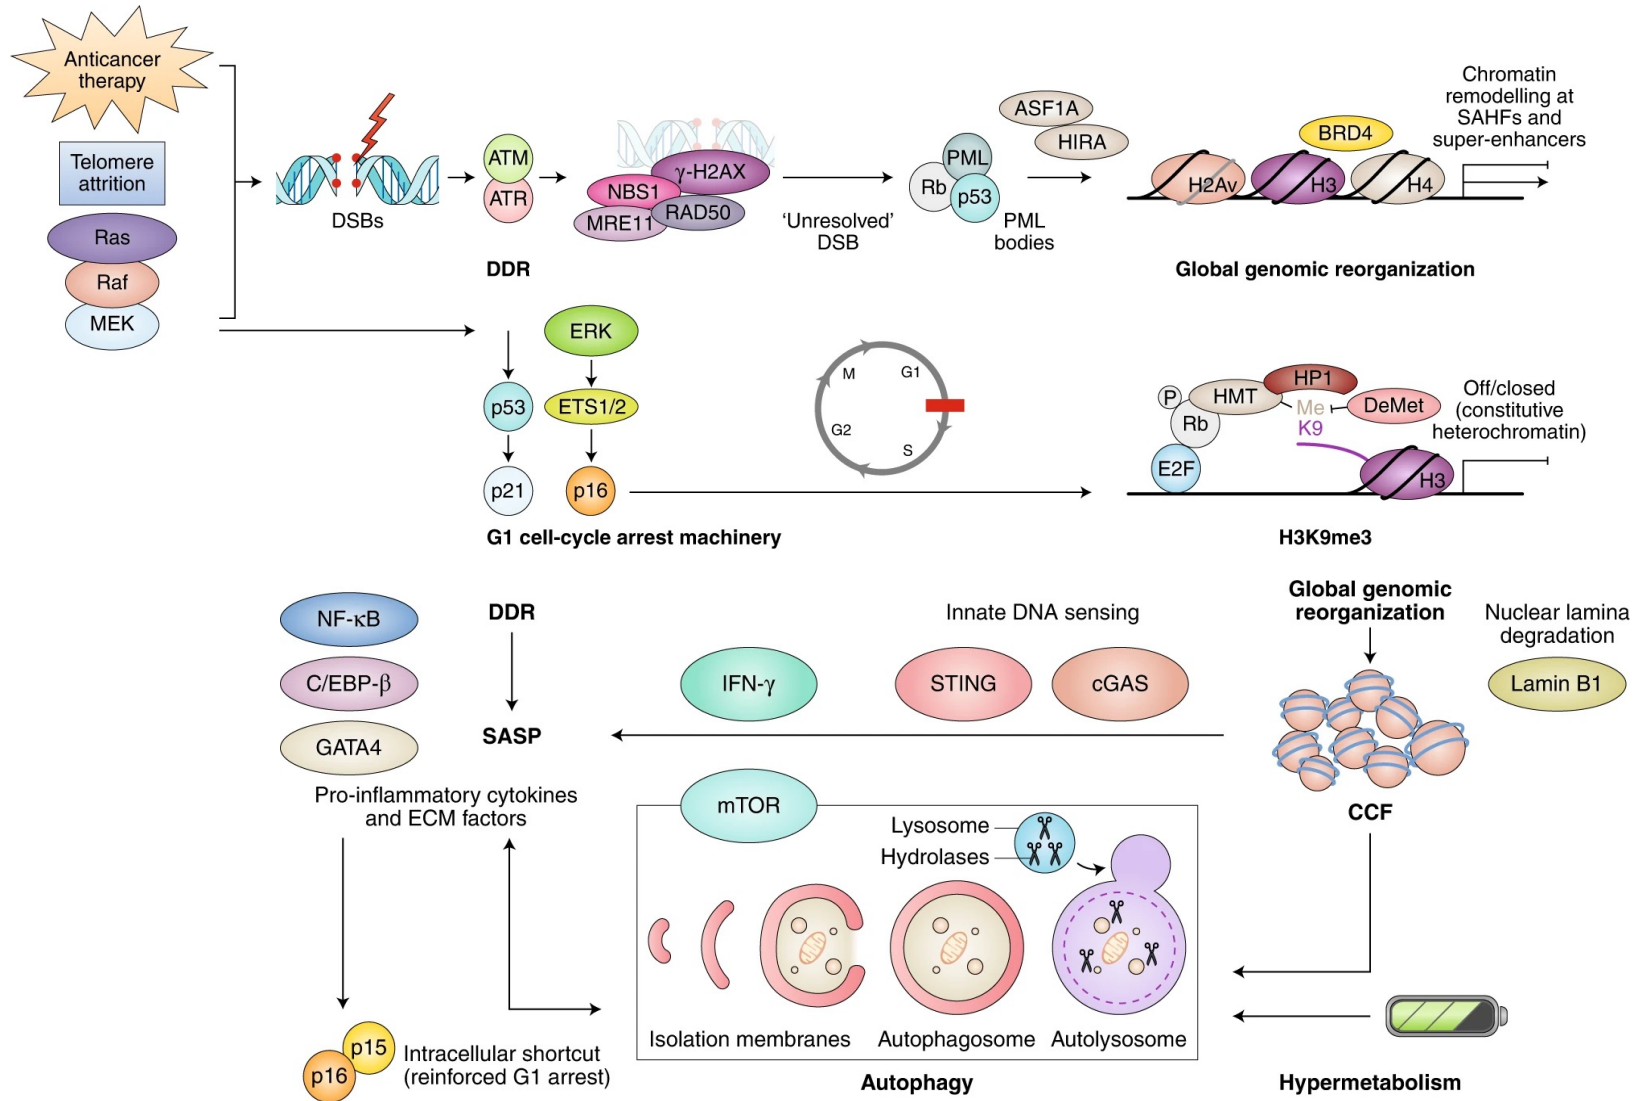 Anticancer
therapy
Telomere
attrition
Ras
Raf
MEK
DSBs
ATM
ATR
DDR
γ-H2AX
NBS1
MRE11
RAD50
‘Unresolved’
DSB
PML
Rb
p53
PML
bodies
ASF1A
HIRA
BRD4
H2Av
H3
H4
Chromatin
remodelling at
SAHFs and
super-enhancers
Global genomic reorganization
ERK
p53
ETS1/2
p21
p16
G1 cell-cycle arrest machinery
M
G1
G2
S
P
Rb
E2F
HMT
HP1
Me
K9
DeMet
H3
Off/closed
(constitutive
heterochromatin)
H3K9me3
NF-κB
C/EBP-β
GATA4
DDR
SASP
Pro-inflammatory cytokines
and ECM factors
IFN-γ
Innate DNA sensing
STING
cGAS
Global genomic
reorganization
Nuclear lamina
degradation
Lamin B1
CCF
mTOR
Lysosome
Hydrolases
Isolation membranes
Autophagosome
Autolysosome
Autophagy
p15
p16
Intracellular shortcut
(reinforced G1 arrest)
Hypermetabolism